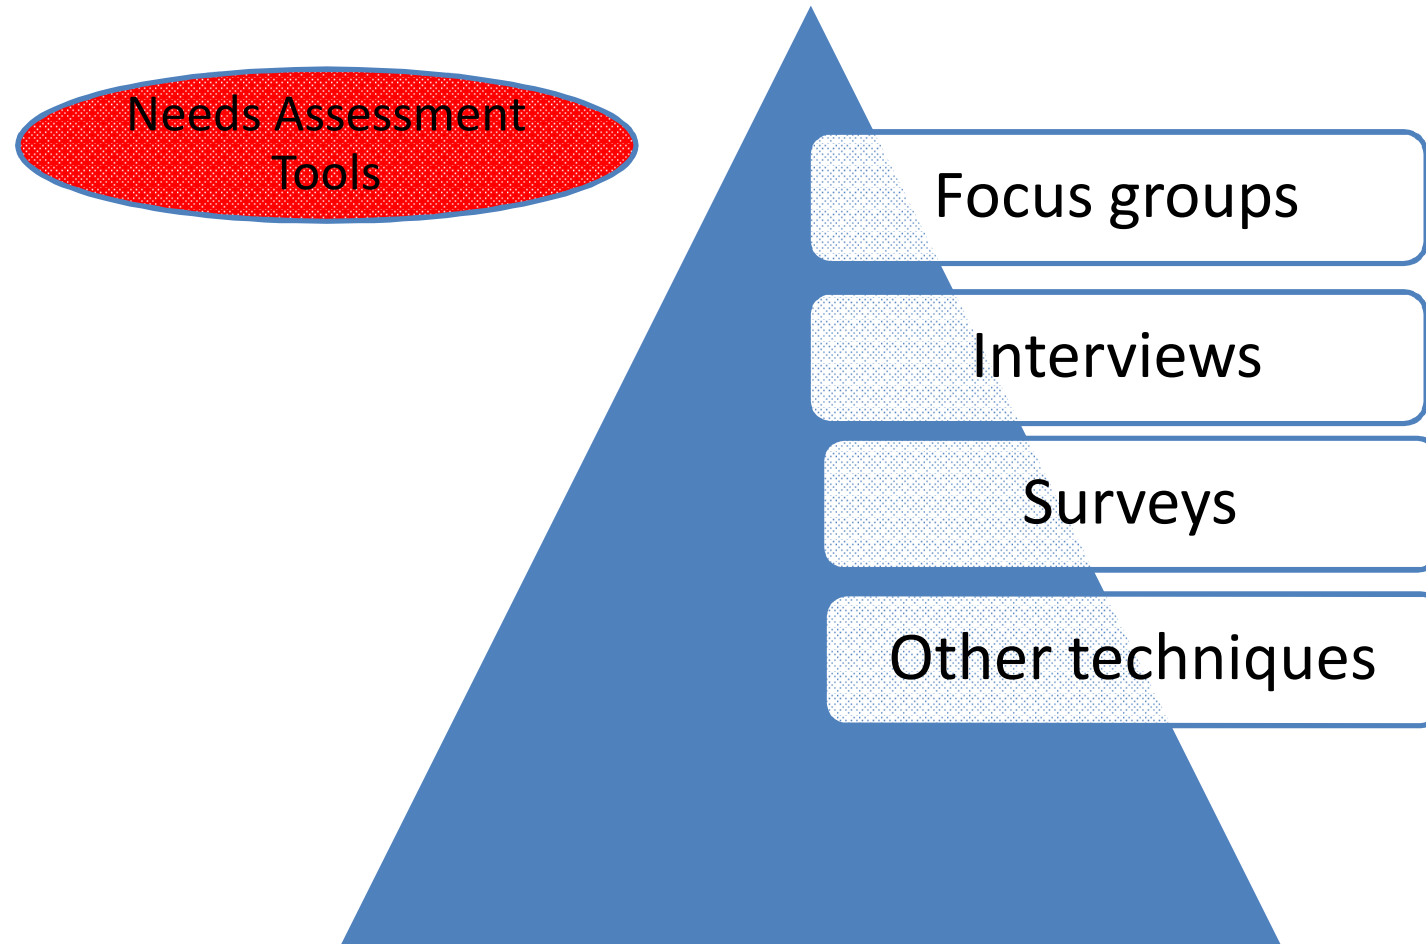 Needs Assessment
Tools
Focus groups
Interviews
Surveys
Other techniques